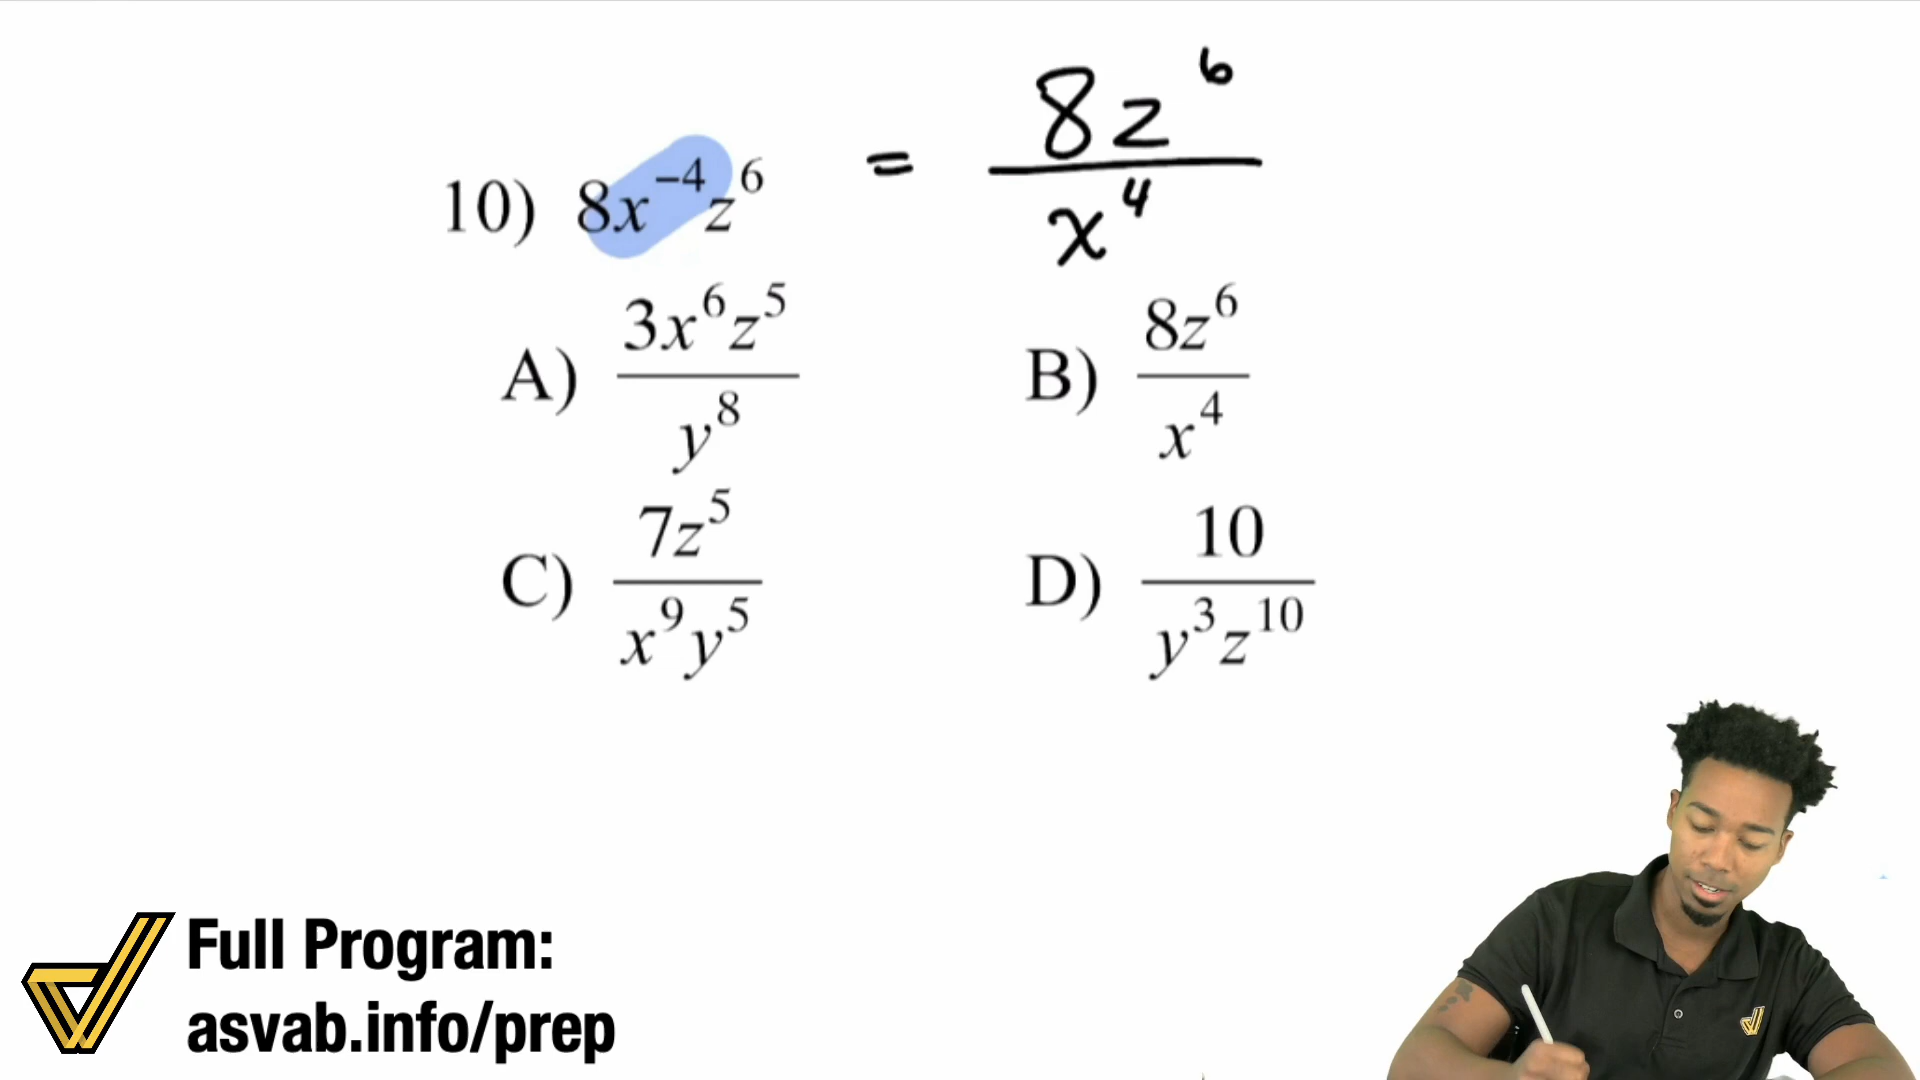 10) 8x⁻⁴z⁶ = 8z⁶/x⁴
A) 3x⁶z⁵/y⁸ B) 8z⁶/x⁴
C) 7z⁵/x⁹y⁵ D) 10/y³z¹⁰
Full Program:
asvab.info/prep